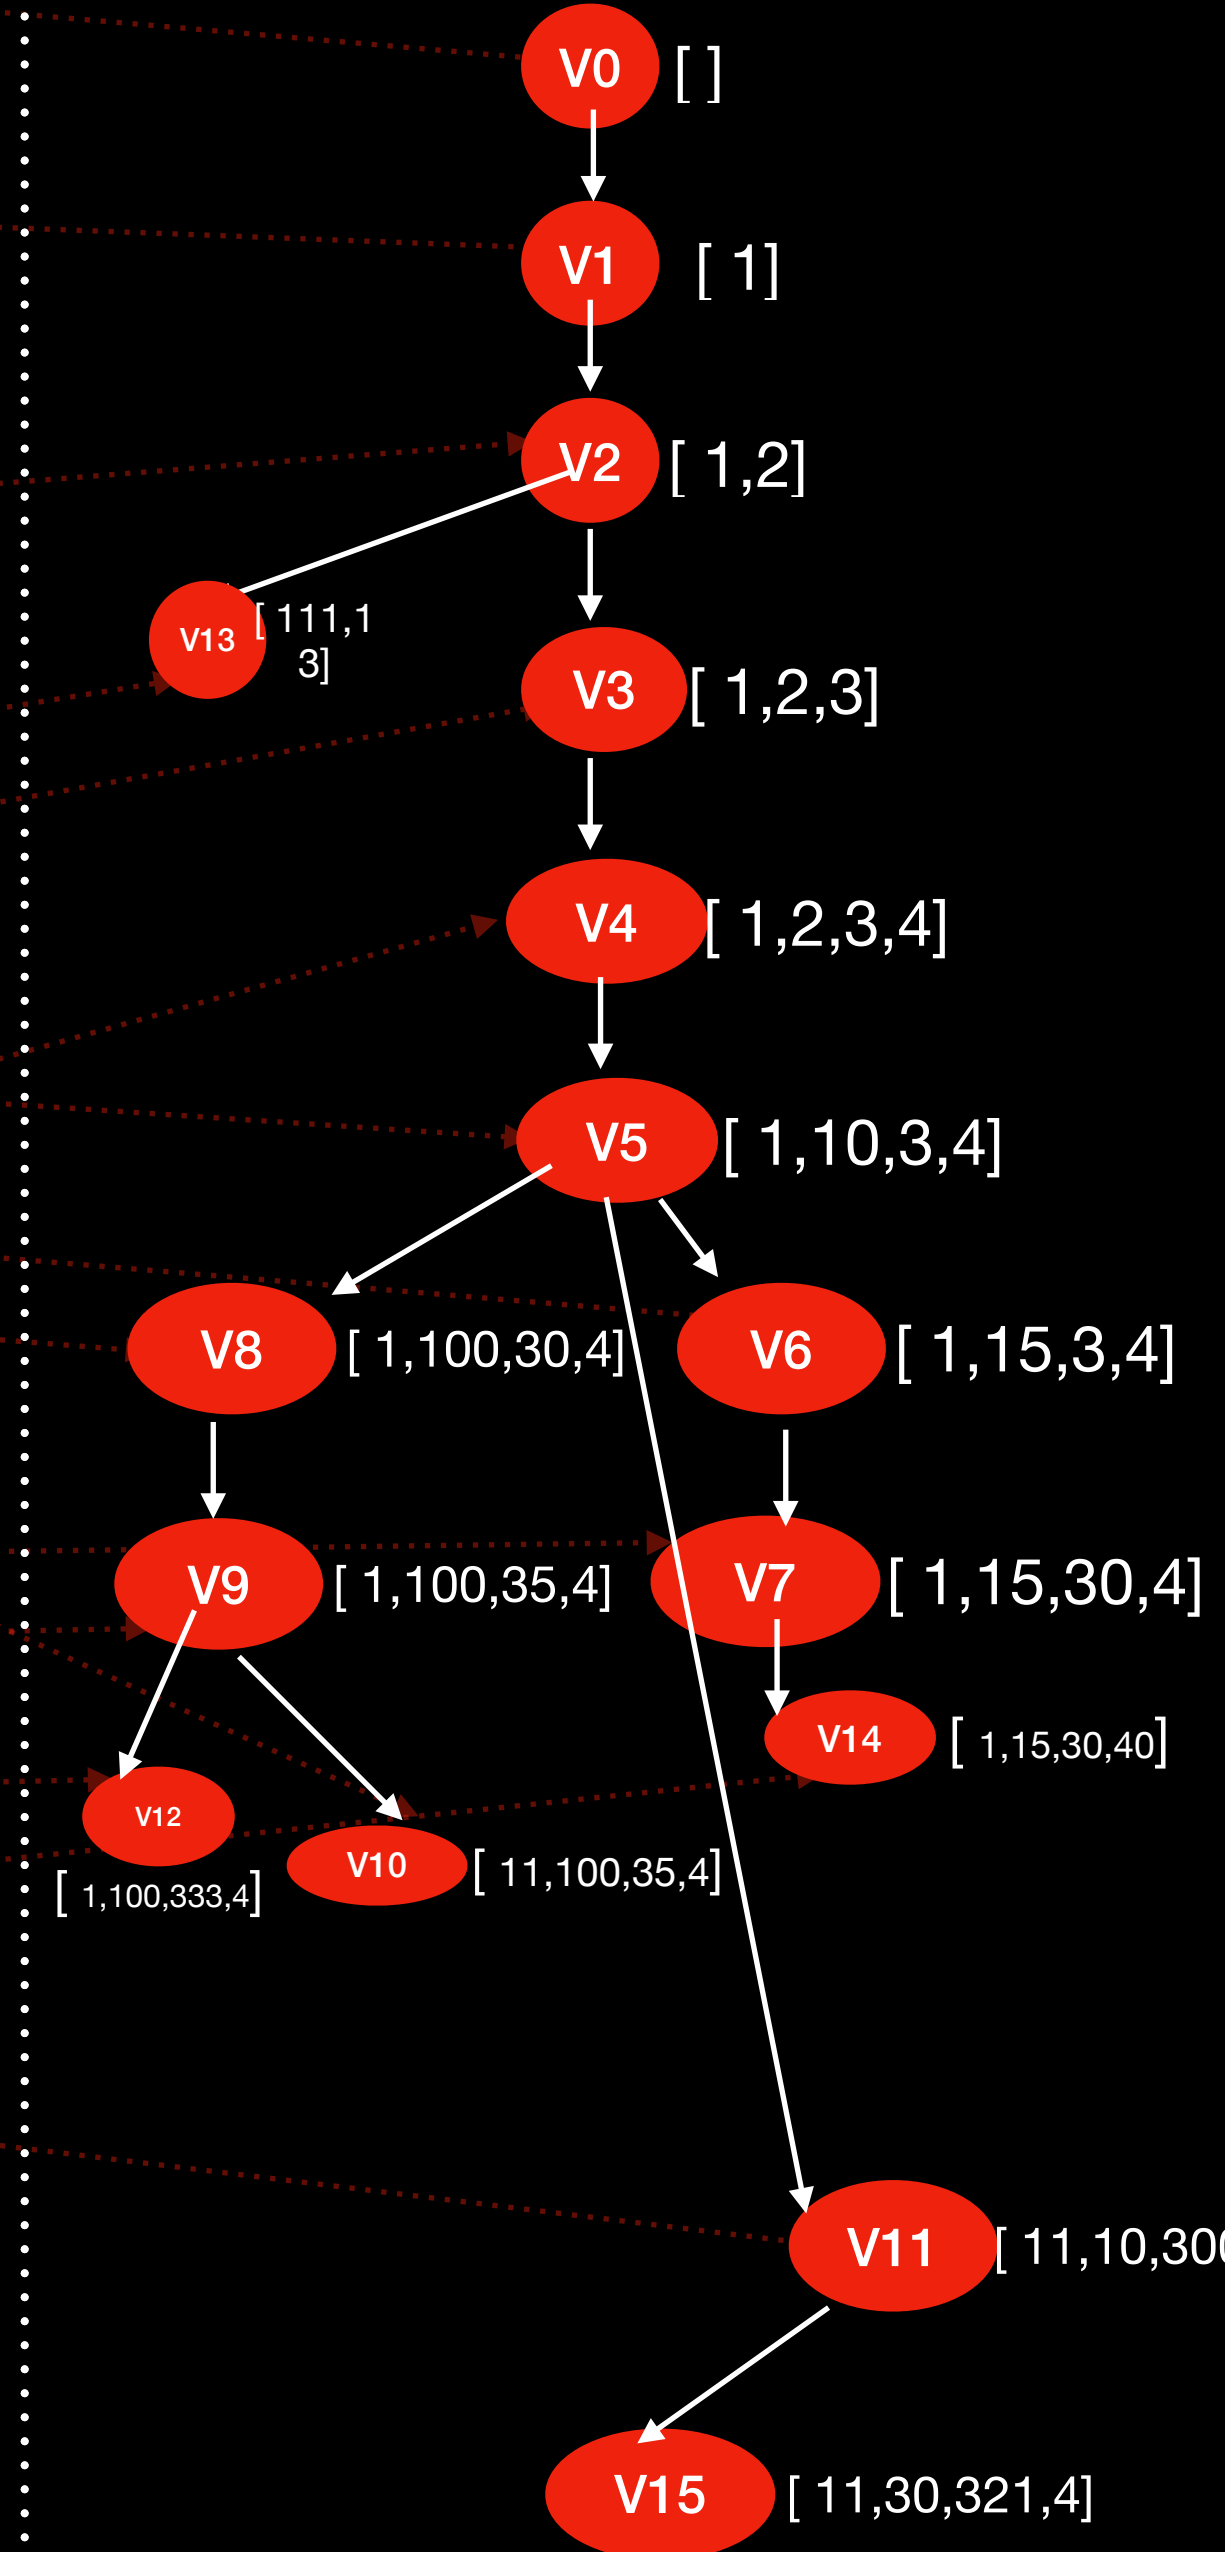 V0 [ ]
V1 [ 1]
V2 [ 1,2]
V13 [ 111,1
3]
V3 [ 1,2,3]
V4 [ 1,2,3,4]
V5 [ 1,10,3,4]
V8 [ 1,100,30,4] V6 [ 1,15,3,4]
V9 [ 1,100,35,4] V7 [ 1,15,30,4]
V14 [ 1,15,30,40]
V12 V10 [ 11,100,35,4]
[ 1,100,333,4]
V11 [ 11,10,300
V15 [ 11,30,321,4]